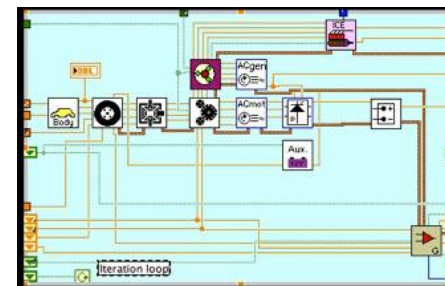 ICE
DBL
ACgen
Body
ACmot
Aux.
G
Iteration loop